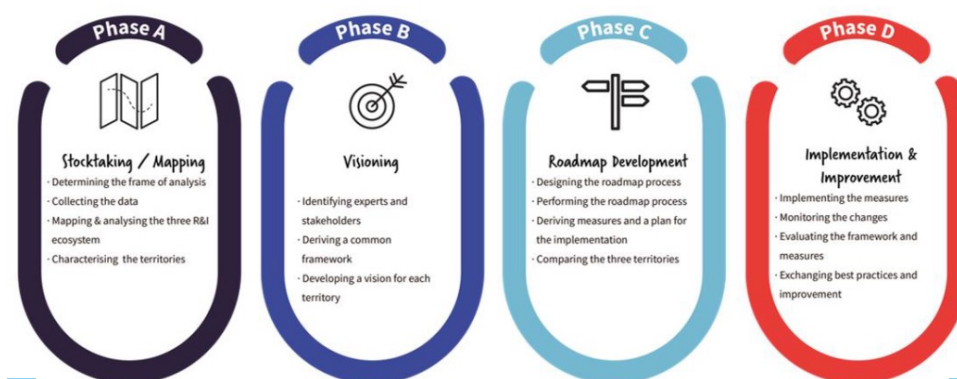 Phase A
Stocktaking / Mapping
· Determining the frame of analysis
· Collecting the data
· Mapping & analysing the three R&I
ecosystem
· Characterising the territories
Phase B
Visioning
· Identifying experts and
stakeholders
· Deriving a common
framework
· Developing a vision for each
territory
Phase C
Roadmap Development
· Designing the roadmap process
· Performing the roadmap process
· Deriving measures and a plan for
the implementation
· Comparing the three territories
Phase D
Implementation &
Improvement
· Implementing the measures
· Monitoring the changes
· Evaluating the framework and
measures
· Exchanging best practices and
improvement